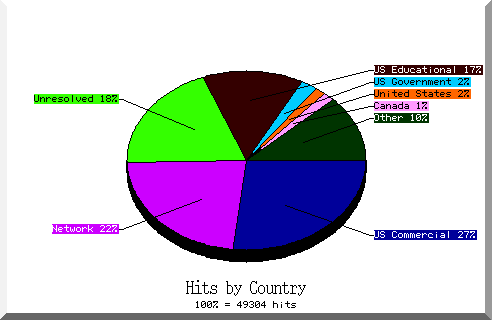 US Educational 17%
US Government 2%
United States 2%
Unresolved 18%
Canada 1%
Other 10%
Network 22%
US Commercial 27%
Hits by Country
100% = 49304 hits